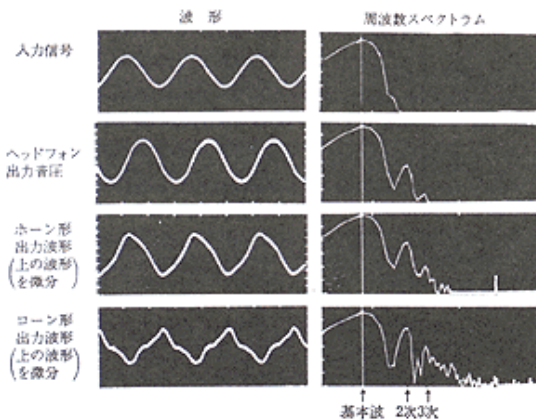 波形 周波数スペクトラム
入力信号
ヘッドフォン
出力音圧
ホーン形
出力波形
(上の波形)
を微分
コーン形
出力波形
(上の波形)
を微分
↑ ↑ ↑
基本波 2次3次